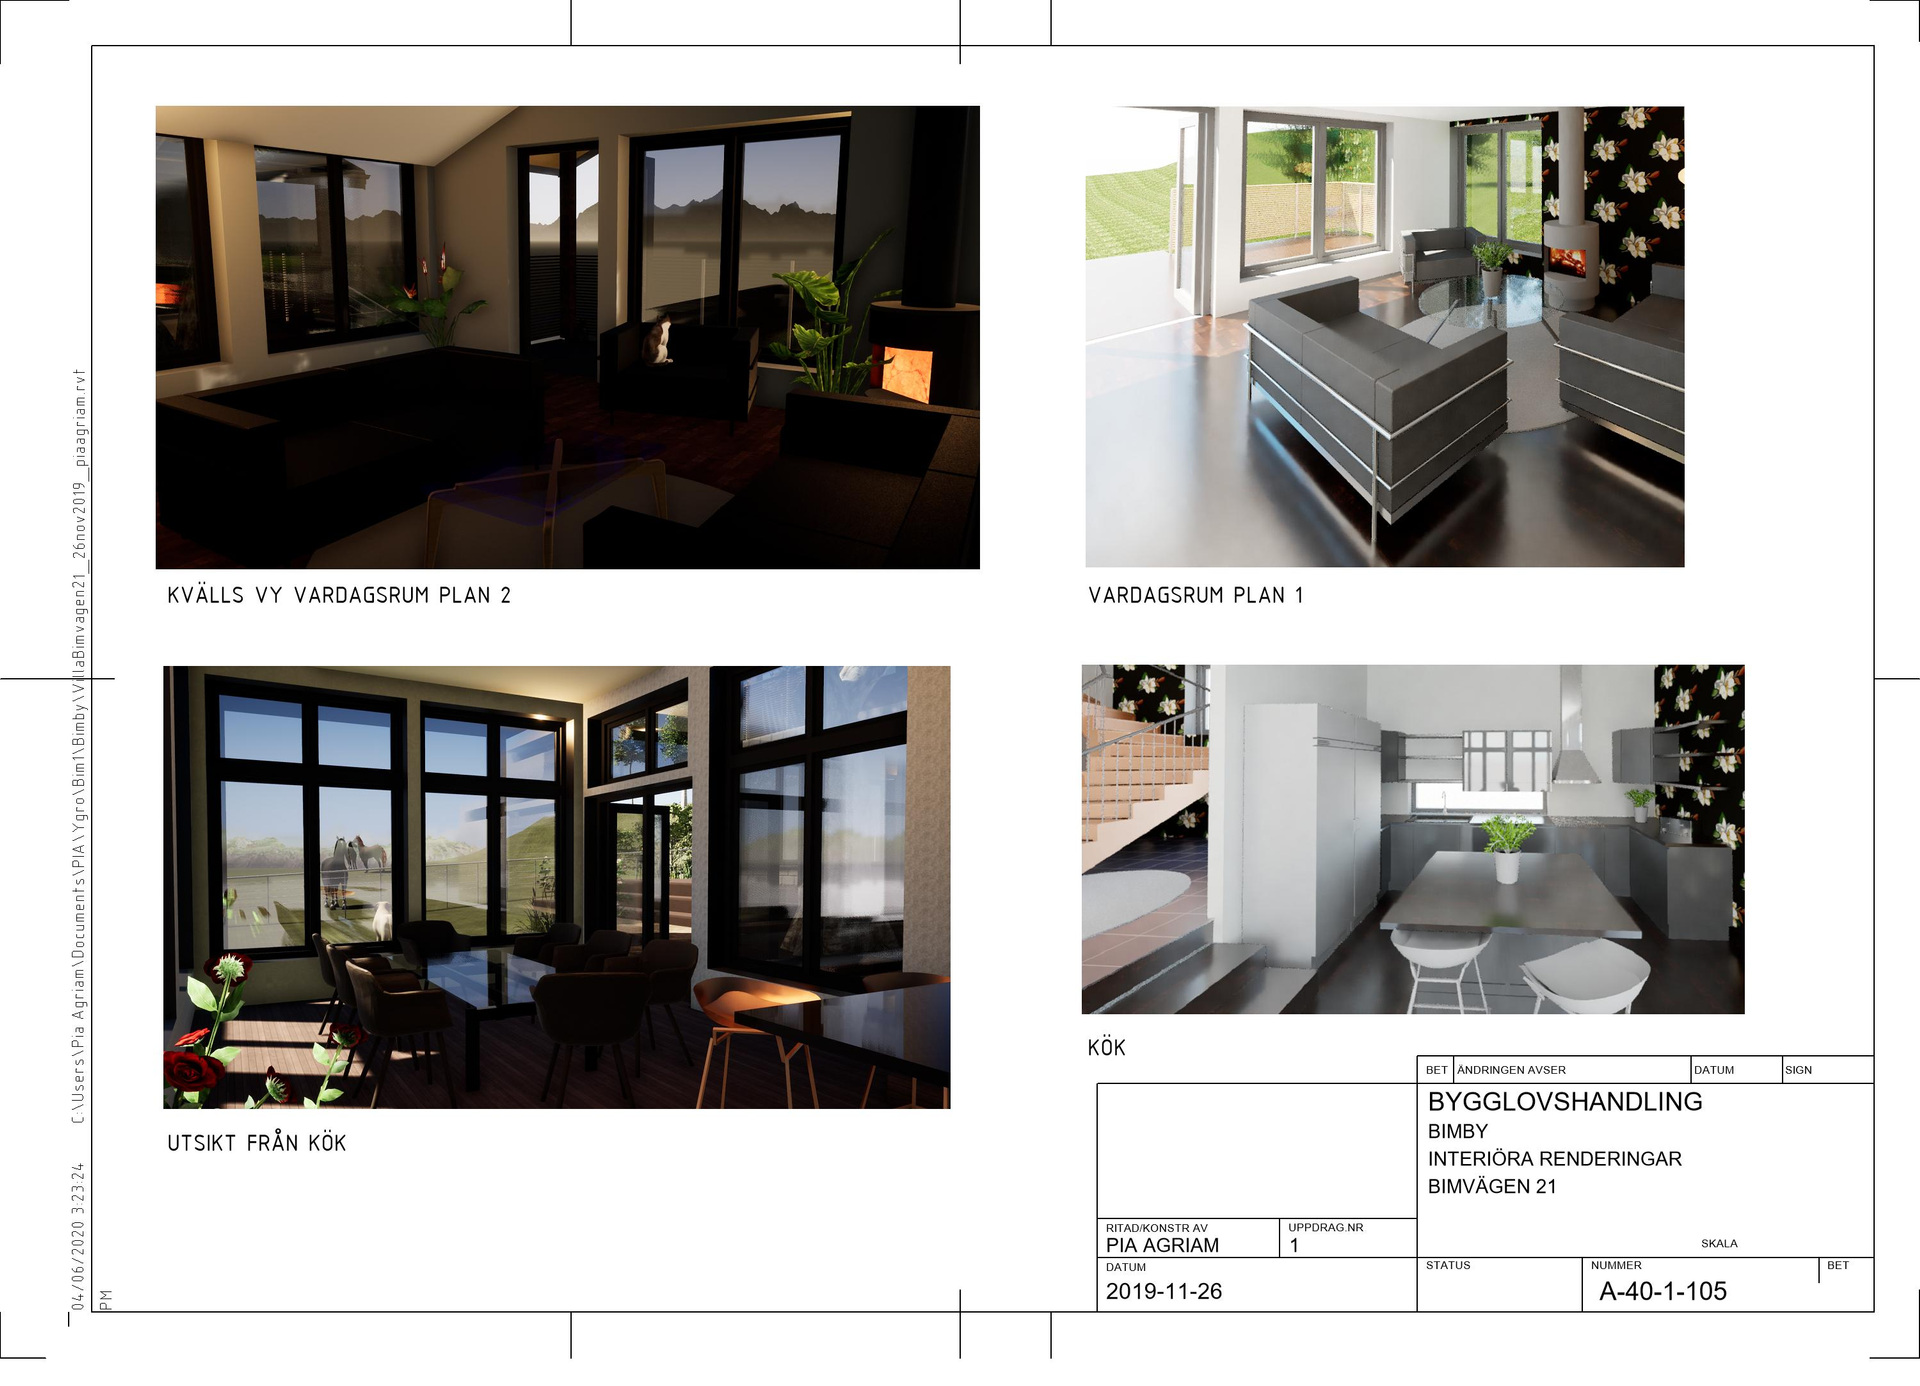 KVÄLLS VY VARDAGSRUM PLAN 2
VARDAGSRUM PLAN 1
UTSIKT FRÅN KÖK
KÖK
BET ÄNDRINGEN AVSER DATUM SIGN
BYGGLOVSHANDLING
BIMBY
INTERIÖRA RENDERINGAR
BIMVÄGEN 21
SKALA
RITAD/KONSTR AV UPPDRAG.NR
PIA AGRIAM 1
DATUM
2019-11-26
STATUS
NUMMER BET
A-40-1-105
C:\Users\Pia Agriam\Documents\PIA\Ygro\Bim1\Bimby\VillaBimvagen21_26nov2019_piaagriam.rvt
04/06/2020 3:23:24
PM